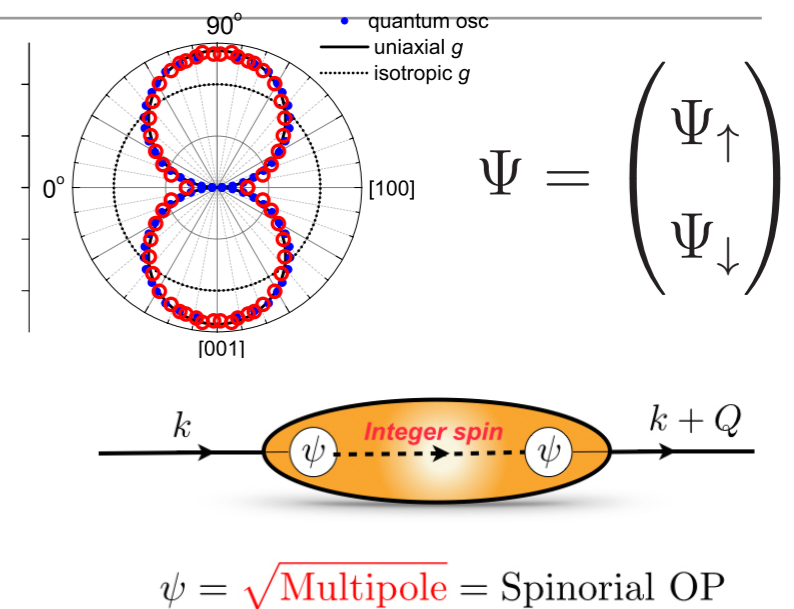 90°
quantum osc
uniaxial g
isotropic g
0°
[100]
[001]
Ψ = (Ψ↑
Ψ↓)
k
ψ
Integer spin
ψ
k + Q
ψ = √Multipole = Spinorial OP